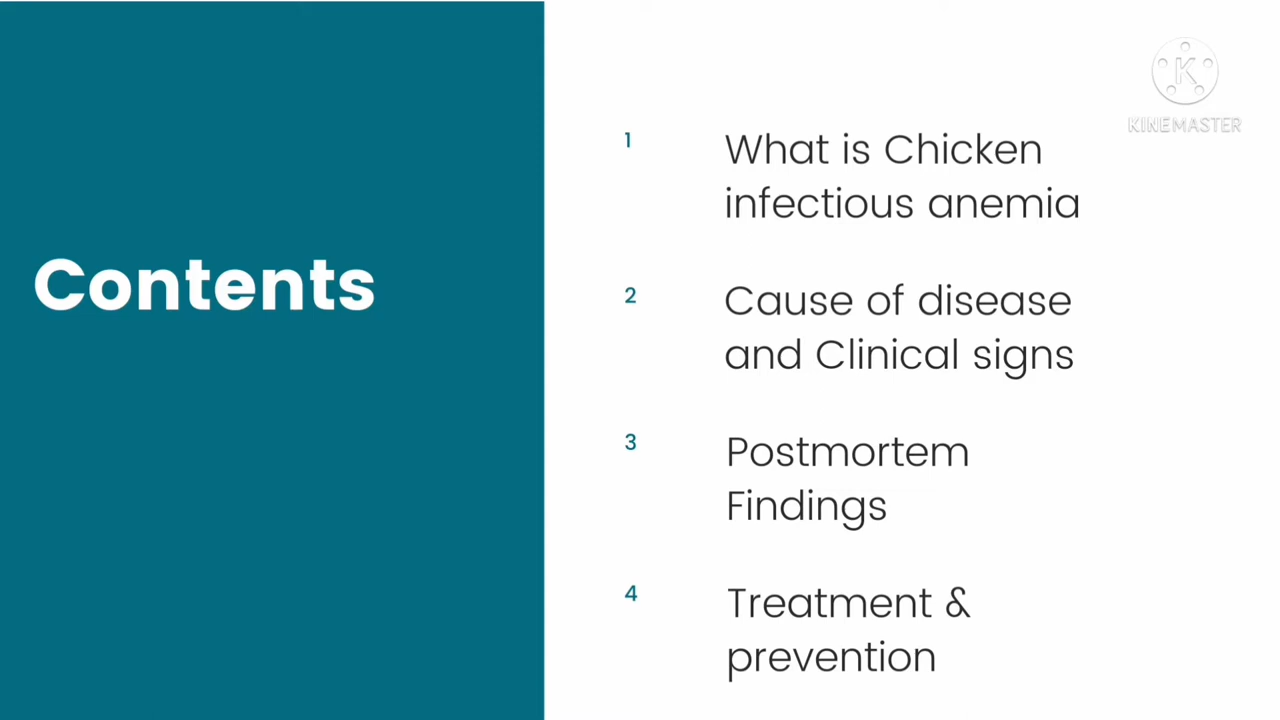 Contents
KINEMASTER
1
What is Chicken
infectious anemia
2
Cause of disease
and Clinical signs
3
Postmortem
Findings
4
Treatment &
prevention